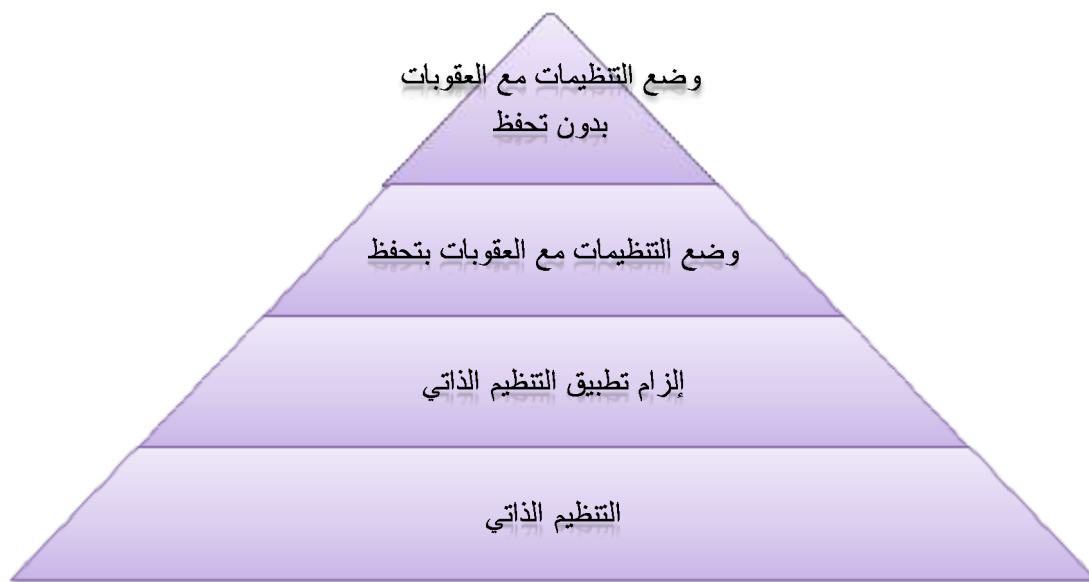 وضع التنظيمات مع العقوبات
بدون تحفظ
وضع التنظيمات مع العقوبات بتحفظ
إلزام تطبيق التنظيم الذاتي
التنظيم الذاتي